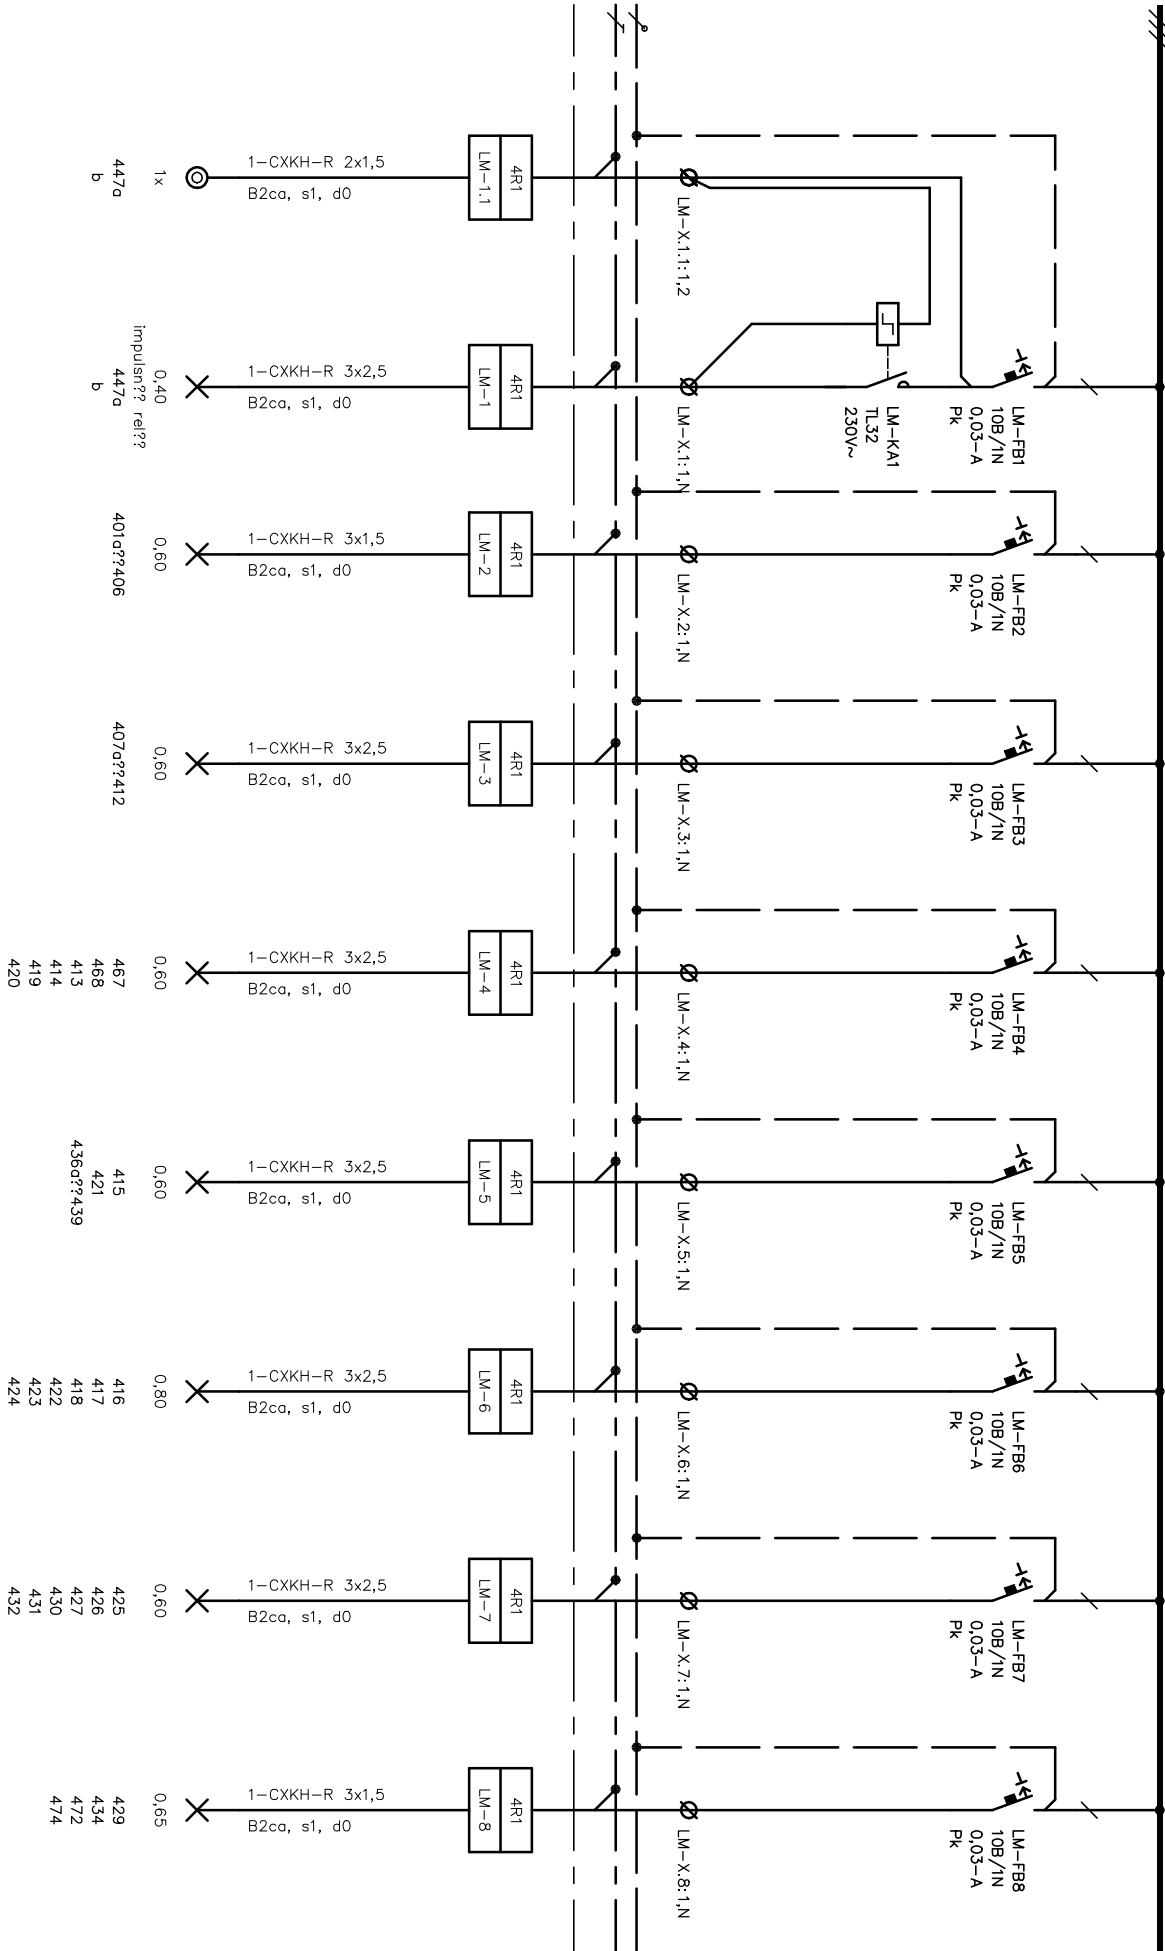 1-CXKH-R 2x1,5
B2ca, s1, d0
4R1
LM-1.1
LM-X.1.1:1,2
1x
447a
b
LM-FB1
10B/1N
0,03-A
Pk
LM-KA1
TL32
230V~
LM-X.1:1,N
4R1
LM-1
1-CXKH-R 3x2,5
B2ca, s1, d0
0,40
impulsn?? rel??
447a
b
LM-FB2
10B/1N
0,03-A
Pk
LM-X.2:1,N
4R1
LM-2
1-CXKH-R 3x1,5
B2ca, s1, d0
0,60
401a??406
LM-FB3
10B/1N
0,03-A
Pk
LM-X.3:1,N
4R1
LM-3
1-CXKH-R 3x2,5
B2ca, s1, d0
0,60
407a??412
LM-FB4
10B/1N
0,03-A
Pk
LM-X.4:1,N
4R1
LM-4
1-CXKH-R 3x2,5
B2ca, s1, d0
0,60
467
468
413
414
419
420
LM-FB5
10B/1N
0,03-A
Pk
LM-X.5:1,N
4R1
LM-5
1-CXKH-R 3x2,5
B2ca, s1, d0
0,60
415
421
436a??439
LM-FB6
10B/1N
0,03-A
Pk
LM-X.6:1,N
4R1
LM-6
1-CXKH-R 3x2,5
B2ca, s1, d0
0,80
416
417
418
422
423
424
LM-FB7
10B/1N
0,03-A
Pk
LM-X.7:1,N
4R1
LM-7
1-CXKH-R 3x2,5
B2ca, s1, d0
0,60
425
426
427
430
431
432
LM-FB8
10B/1N
0,03-A
Pk
LM-X.8:1,N
4R1
LM-8
1-CXKH-R 3x1,5
B2ca, s1, d0
0,65
429
434
472
474